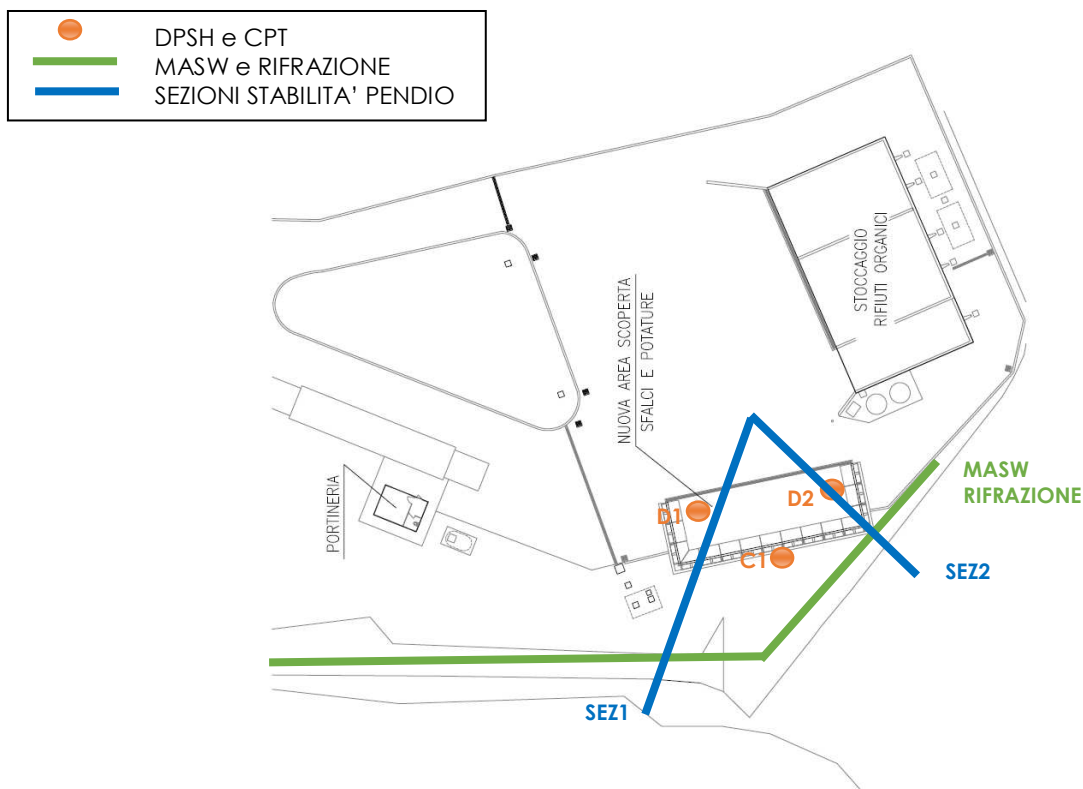 DPSH e CPT
MASW e RIFRAZIONE
SEZIONI STABILITA’ PENDIO
STOCCAGGIO
RIFIUTI ORGANICI
NUOVA AREA SCOPERTA
SFALCI E POTATURE
PORTINERIA
MASW
RIFRAZIONE
D1
D2
C1
SEZ2
SEZ1